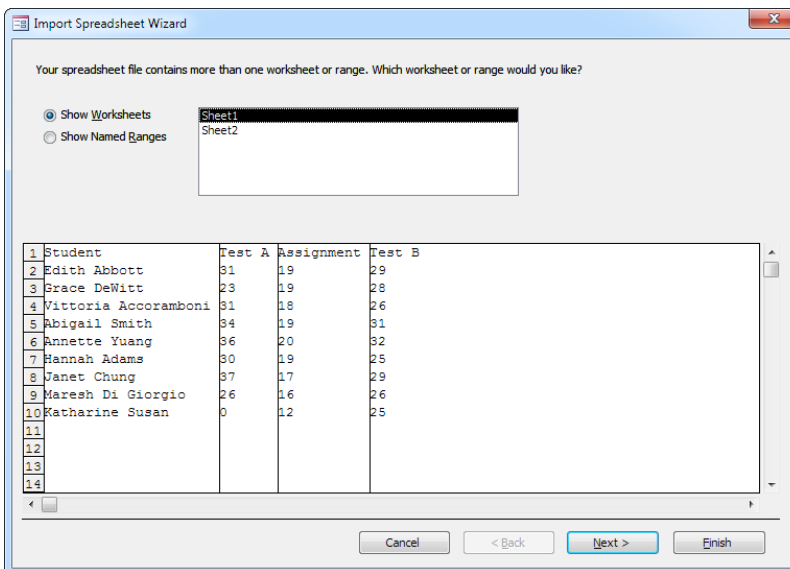 Import Spreadsheet Wizard
Your spreadsheet file contains more than one worksheet or range. Which worksheet or range would you like?
Show Worksheets
Show Named Ranges
Sheet1
Sheet2
1 Student Test A Assignment Test B
2 Edith Abbott 31 19 29
3 Grace DeWitt 23 19 28
4 Vittoria Accoramboni 31 18 26
5 Abigail Smith 34 19 31
6 Annette Yuang 36 20 32
7 Hannah Adams 30 19 25
8 Janet Chung 37 17 29
9 Maresh Di Giorgio 26 16 26
10 Katharine Susan 0 12 25
11
12
13
14
Cancel < Back Next > Finish